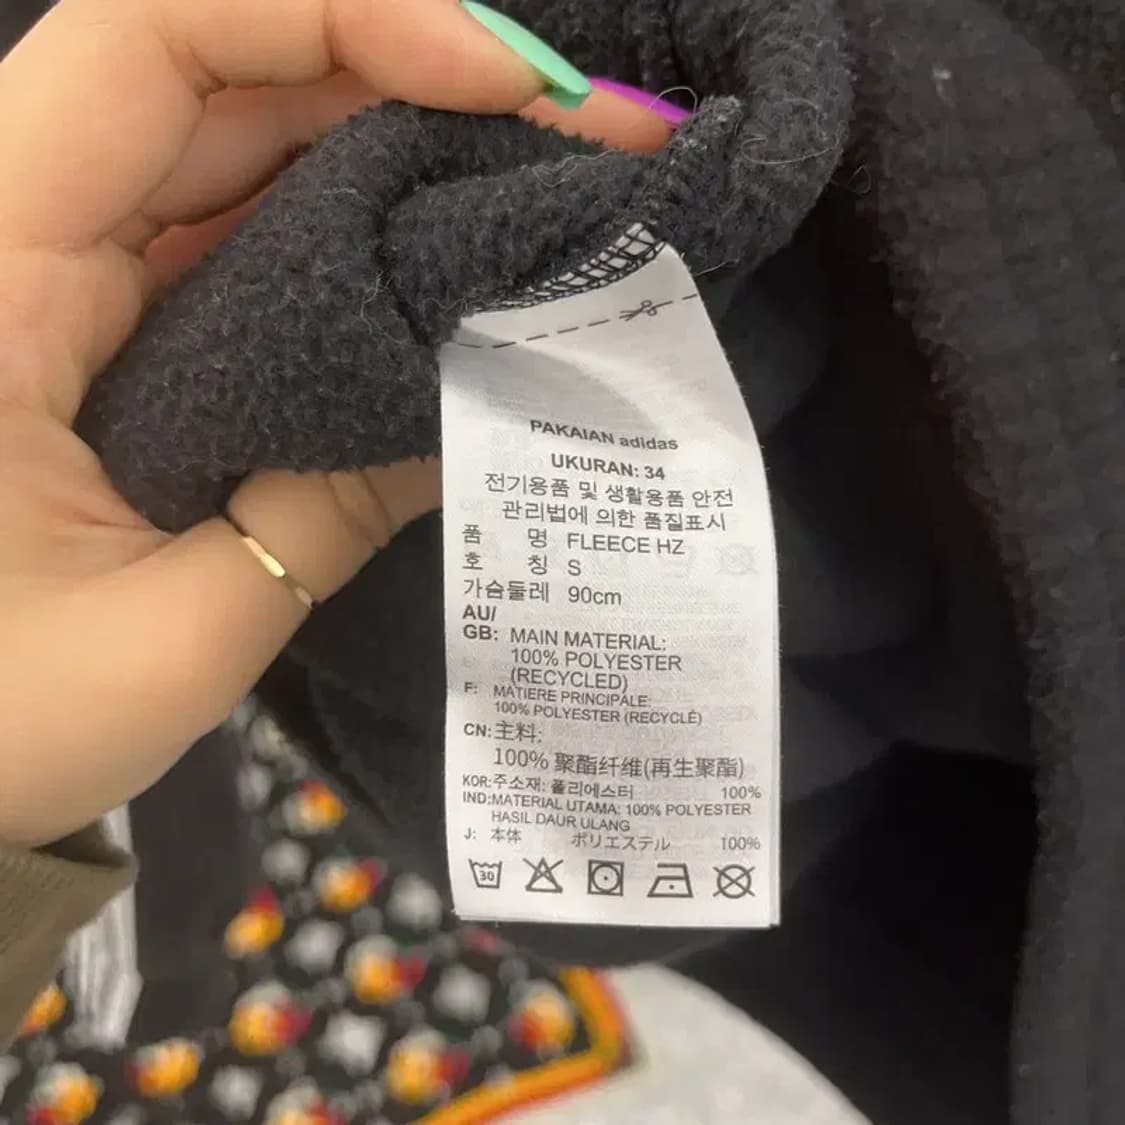 PAKAIAN adidas
UKURAN: 34
전기용품 및 생활용품 안전
관리법에 의한 품질표시
품 명 FLEECE HZ
호 칭 S
가슴둘레 90cm
AU/
GB: MAIN MATERIAL:
100% POLYESTER
(RECYCLED)
F: MATIERE PRINCIPALE:
100% POLYESTER (RECYCLÉ)
CN: 主料:
100% 聚酯纤维(再生聚酯)
KOR: 주소재: 폴리에스터 100%
IND: MATERIAL UTAMA: 100% POLYESTER
HASIL DAUR ULANG
J: 本体 ポリエステル 100%
30